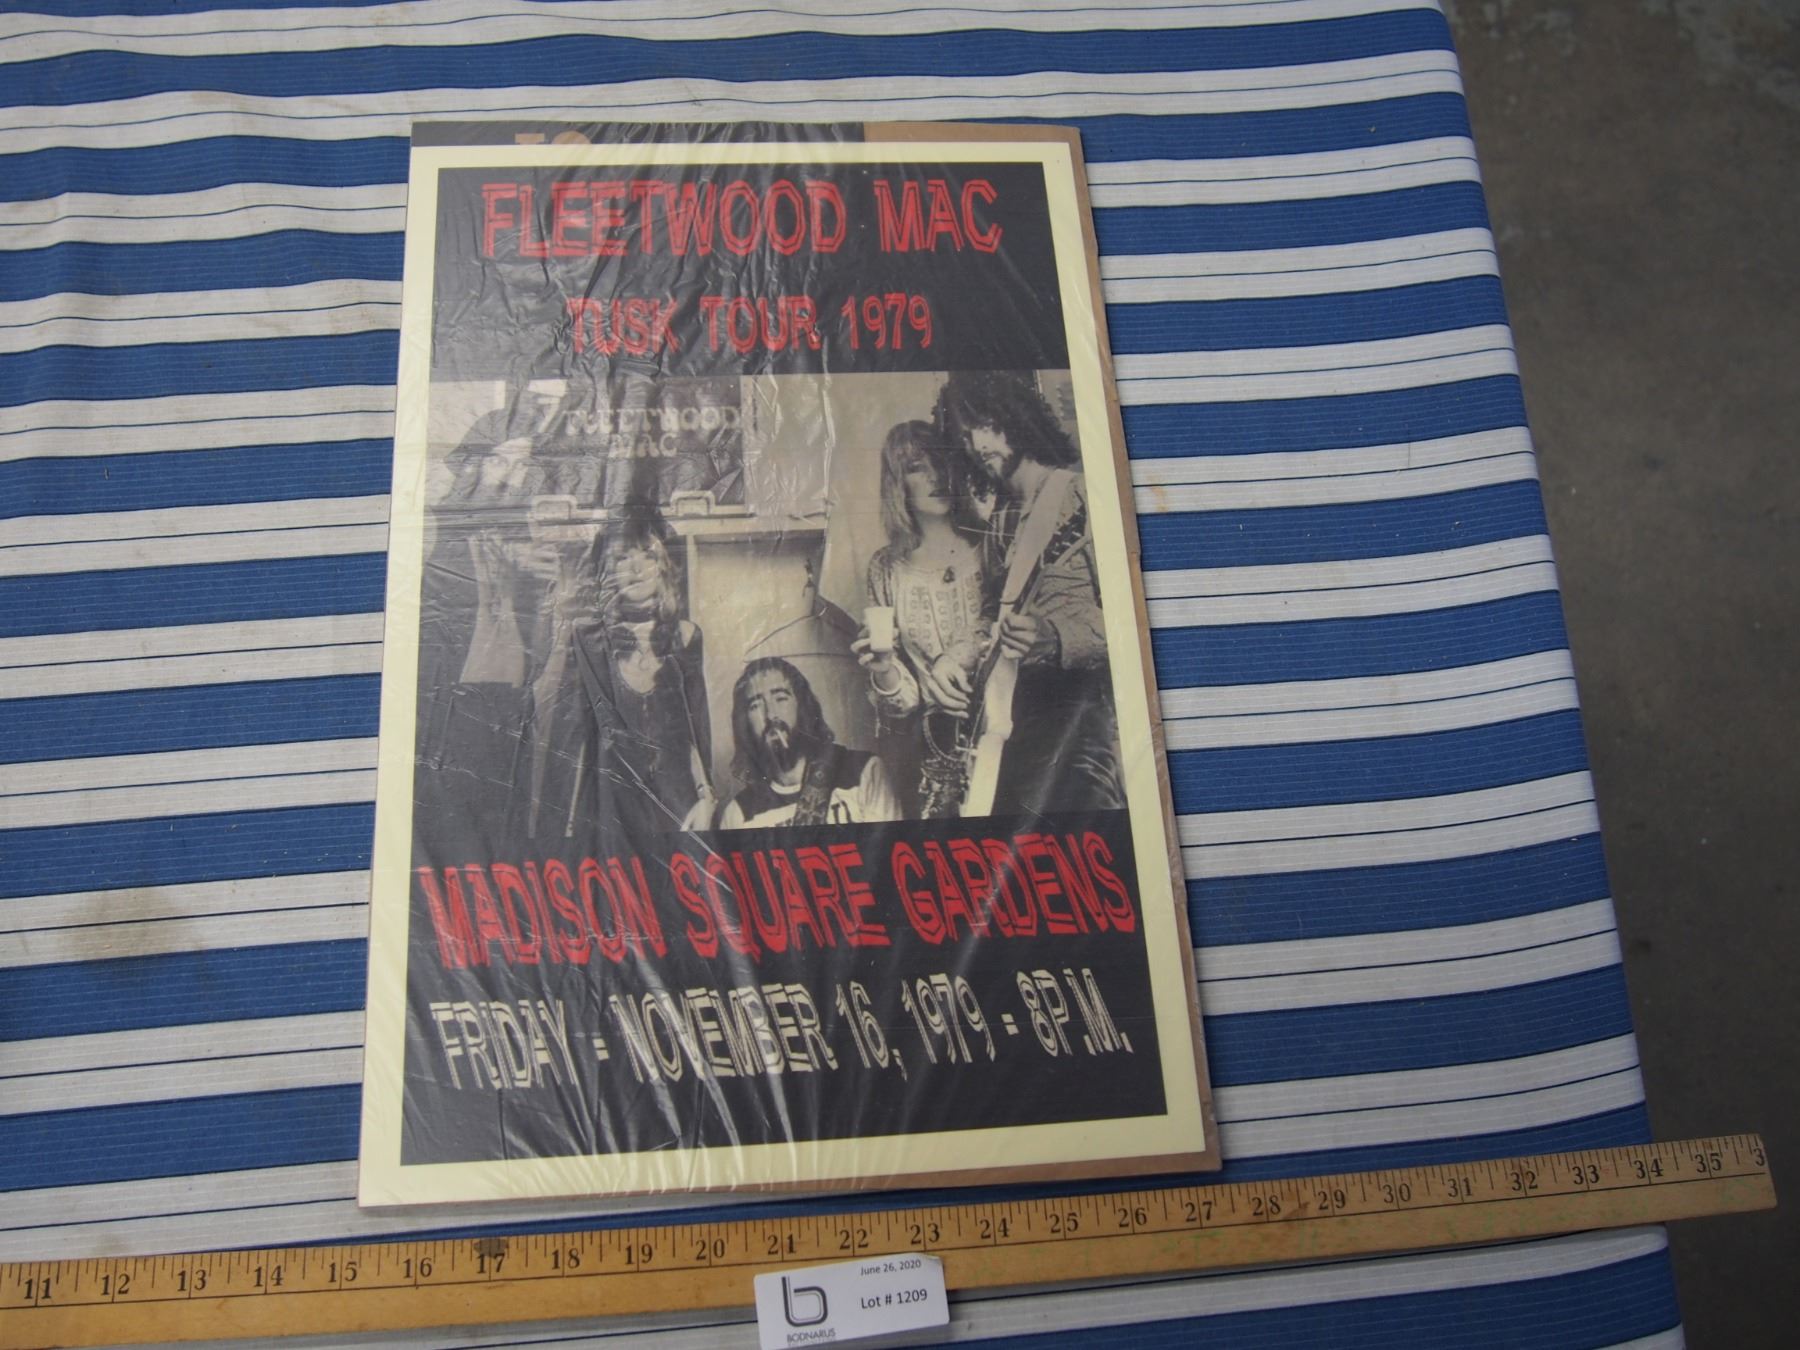 FLEETWOOD MAC
TUSK TOUR 1979
FLEETWOOD
MAC
MADISON SQUARE GARDENS
FRIDAY - NOVEMBER 16, 1979 - 8P.M.
11 12 13 14 15 16 17 18 19 20 21 22 23 24 25 26 27 28 29 30 31 32 33 34 35 3
June 26, 2020
b
Lot # 1209
BODNARUS